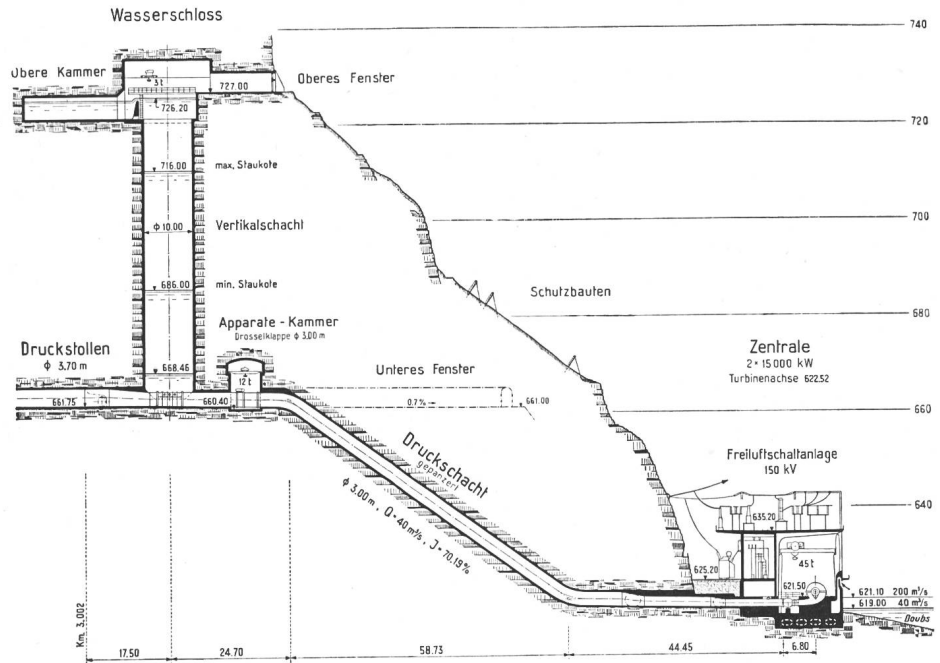 Wasserschloss
740
Obere Kammer
3 t
727.00
Oberes Fenster
726.20
720
716.00
max. Staukote
ϕ 10.00
Vertikalschacht
700
686.00
min. Staukote
Schutzbauten
680
Apparate - Kammer
Drosselklappe ϕ 3,00 m
Druckstollen
ϕ 3,70 m
668.46
12 t
Unteres Fenster
Zentrale
2 × 15000 kW
Turbinenachse 622.52
661.75
660.40
0.7 %
661.00
660
Druckschacht
gepanzert
ϕ 3,00 m , Q = 40 m³/s , J = 70.19 %
Freiluftschaltanlage
150 kV
640
635.20
45 t
625.20
621.50
621.10 200 m³/s
619.00 40 m³/s
Doubs
Km. 3.002
17.50
24.70
58.73
44.45
6.80